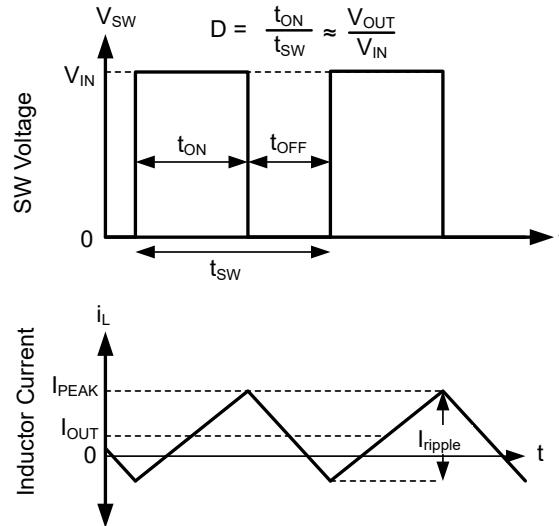 V_SW
D = t_ON / t_SW ≈ V_OUT / V_IN
V_IN
SW Voltage
t_ON
t_OFF
0
t_SW
i_L
Inductor Current
I_PEAK
I_OUT
0
I_ripple
t